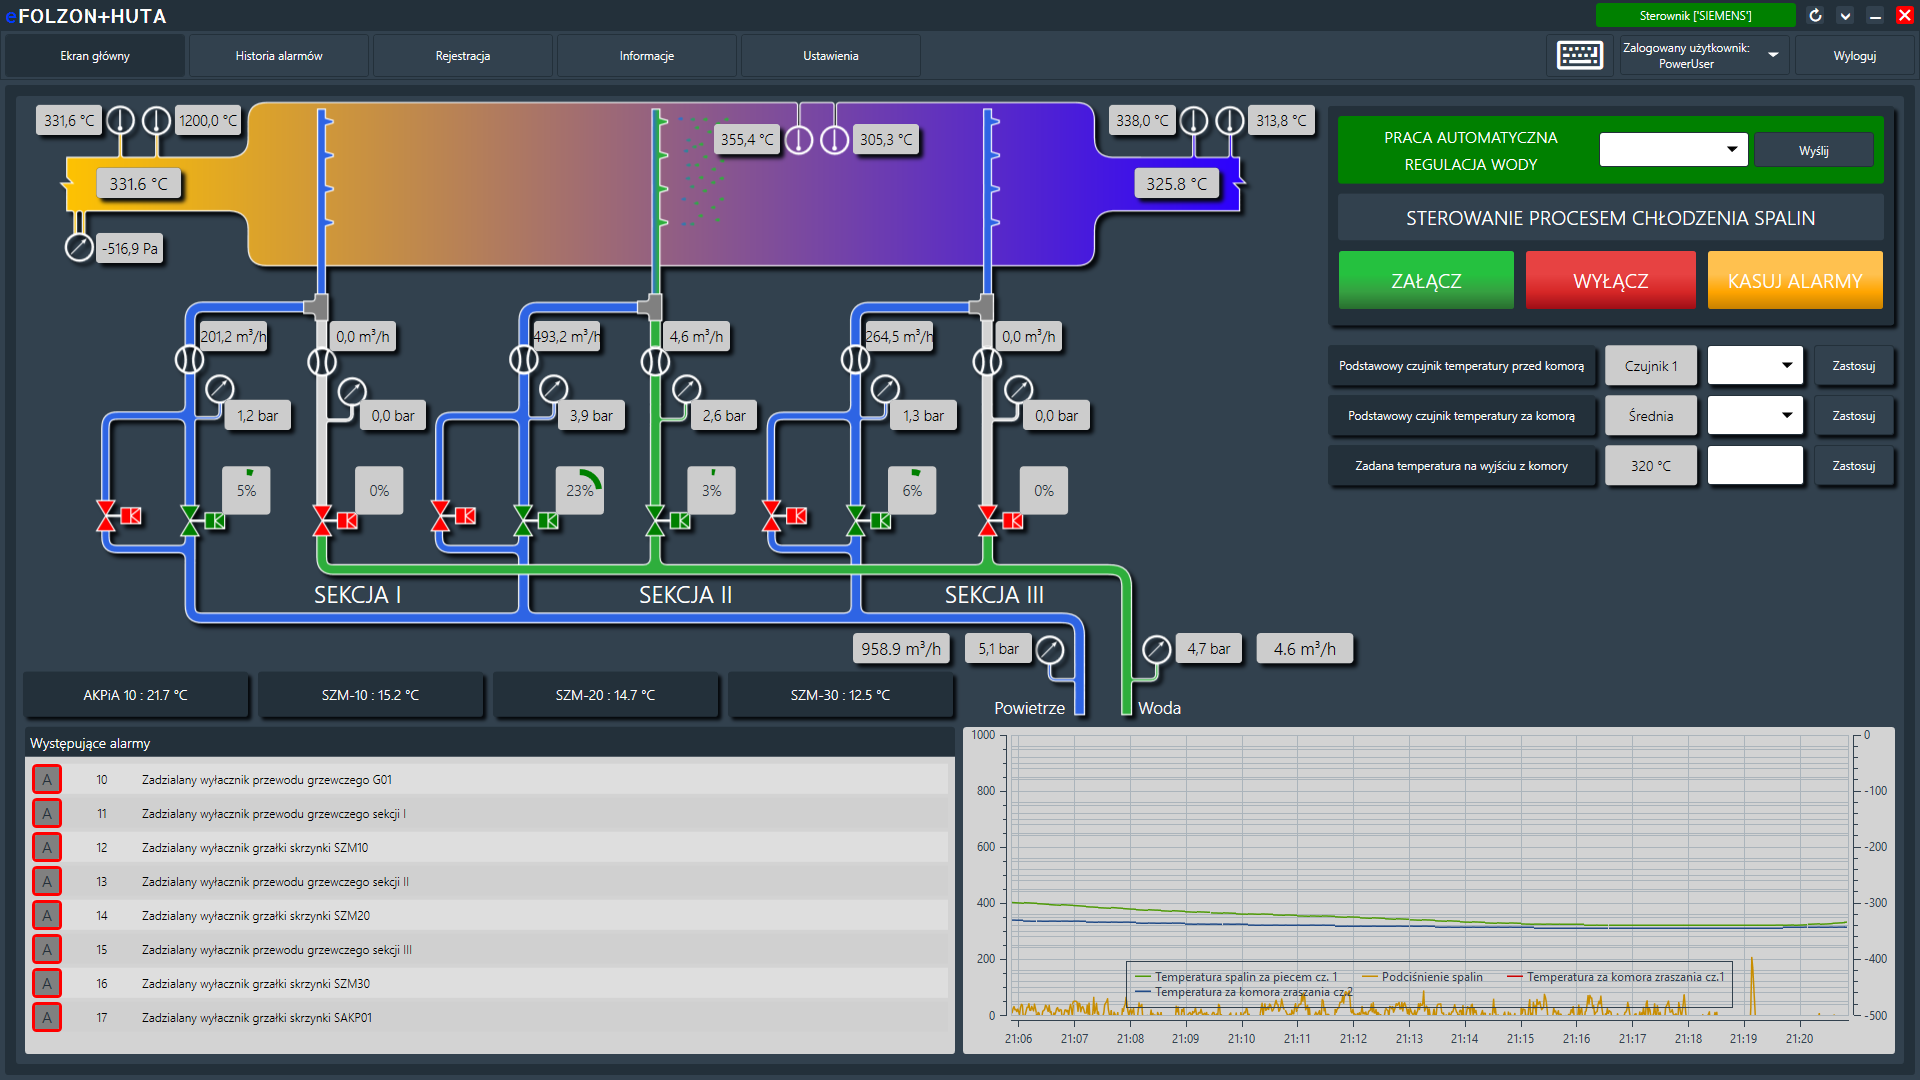 eFOLZON+HUTA
Sterownik ['SIEMENS']
Ekran główny
Historia alarmów
Rejestracja
Informacje
Ustawienia
Zalogowany użytkownik:
PowerUser
Wyloguj
331,6 °C
1200,0 °C
355,4 °C
305,3 °C
338,0 °C
313,8 °C
331.6 °C
325.8 °C
-516,9 Pa
PRACA AUTOMATYCZNA
REGULACJA WODY
Wyślij
STEROWANIE PROCESEM CHŁODZENIA SPALIN
ZAŁĄCZ
WYŁĄCZ
KASUJ ALARMY
201,2 m³/h
0,0 m³/h
493,2 m³/h
4,6 m³/h
264,5 m³/h
0,0 m³/h
1,2 bar
0,0 bar
3,9 bar
2,6 bar
1,3 bar
0,0 bar
5%
0%
23%
3%
6%
0%
Podstawowy czujnik temperatury przed komorą
Czujnik 1
Zastosuj
Podstawowy czujnik temperatury za komorą
Średnia
Zastosuj
Zadana temperatura na wyjściu z komory
320 °C
Zastosuj
SEKCJA I
SEKCJA II
SEKCJA III
958.9 m³/h
5,1 bar
4,7 bar
4.6 m³/h
Powietrze
Woda
AKPiA 10 : 21.7 °C
SZM-10 : 15.2 °C
SZM-20 : 14.7 °C
SZM-30 : 12.5 °C
Występujące alarmy
A 10 Zadzialany wyłacznik przewodu grzewczego G01
A 11 Zadzialany wyłacznik przewodu grzewczego sekcji I
A 12 Zadzialany wyłacznik grzałki skrzynki SZM10
A 13 Zadzialany wyłacznik przewodu grzewczego sekcji II
A 14 Zadzialany wyłacznik grzałki skrzynki SZM20
A 15 Zadzialany wyłacznik przewodu grzewczego sekcji III
A 16 Zadzialany wyłacznik grzałki skrzynki SZM30
A 17 Zadzialany wyłacznik grzałki skrzynki SAKP01
1000
800
600
400
200
0
0
-100
-200
-300
-400
-500
Temperatura spalin za piecem cz. 1
Podciśnienie spalin
Temperatura za komora zraszania cz.1
Temperatura za komora zraszania cz.2
21:06 21:07 21:08 21:09 21:10 21:11 21:12 21:13 21:14 21:15 21:16 21:17 21:18 21:19 21:20